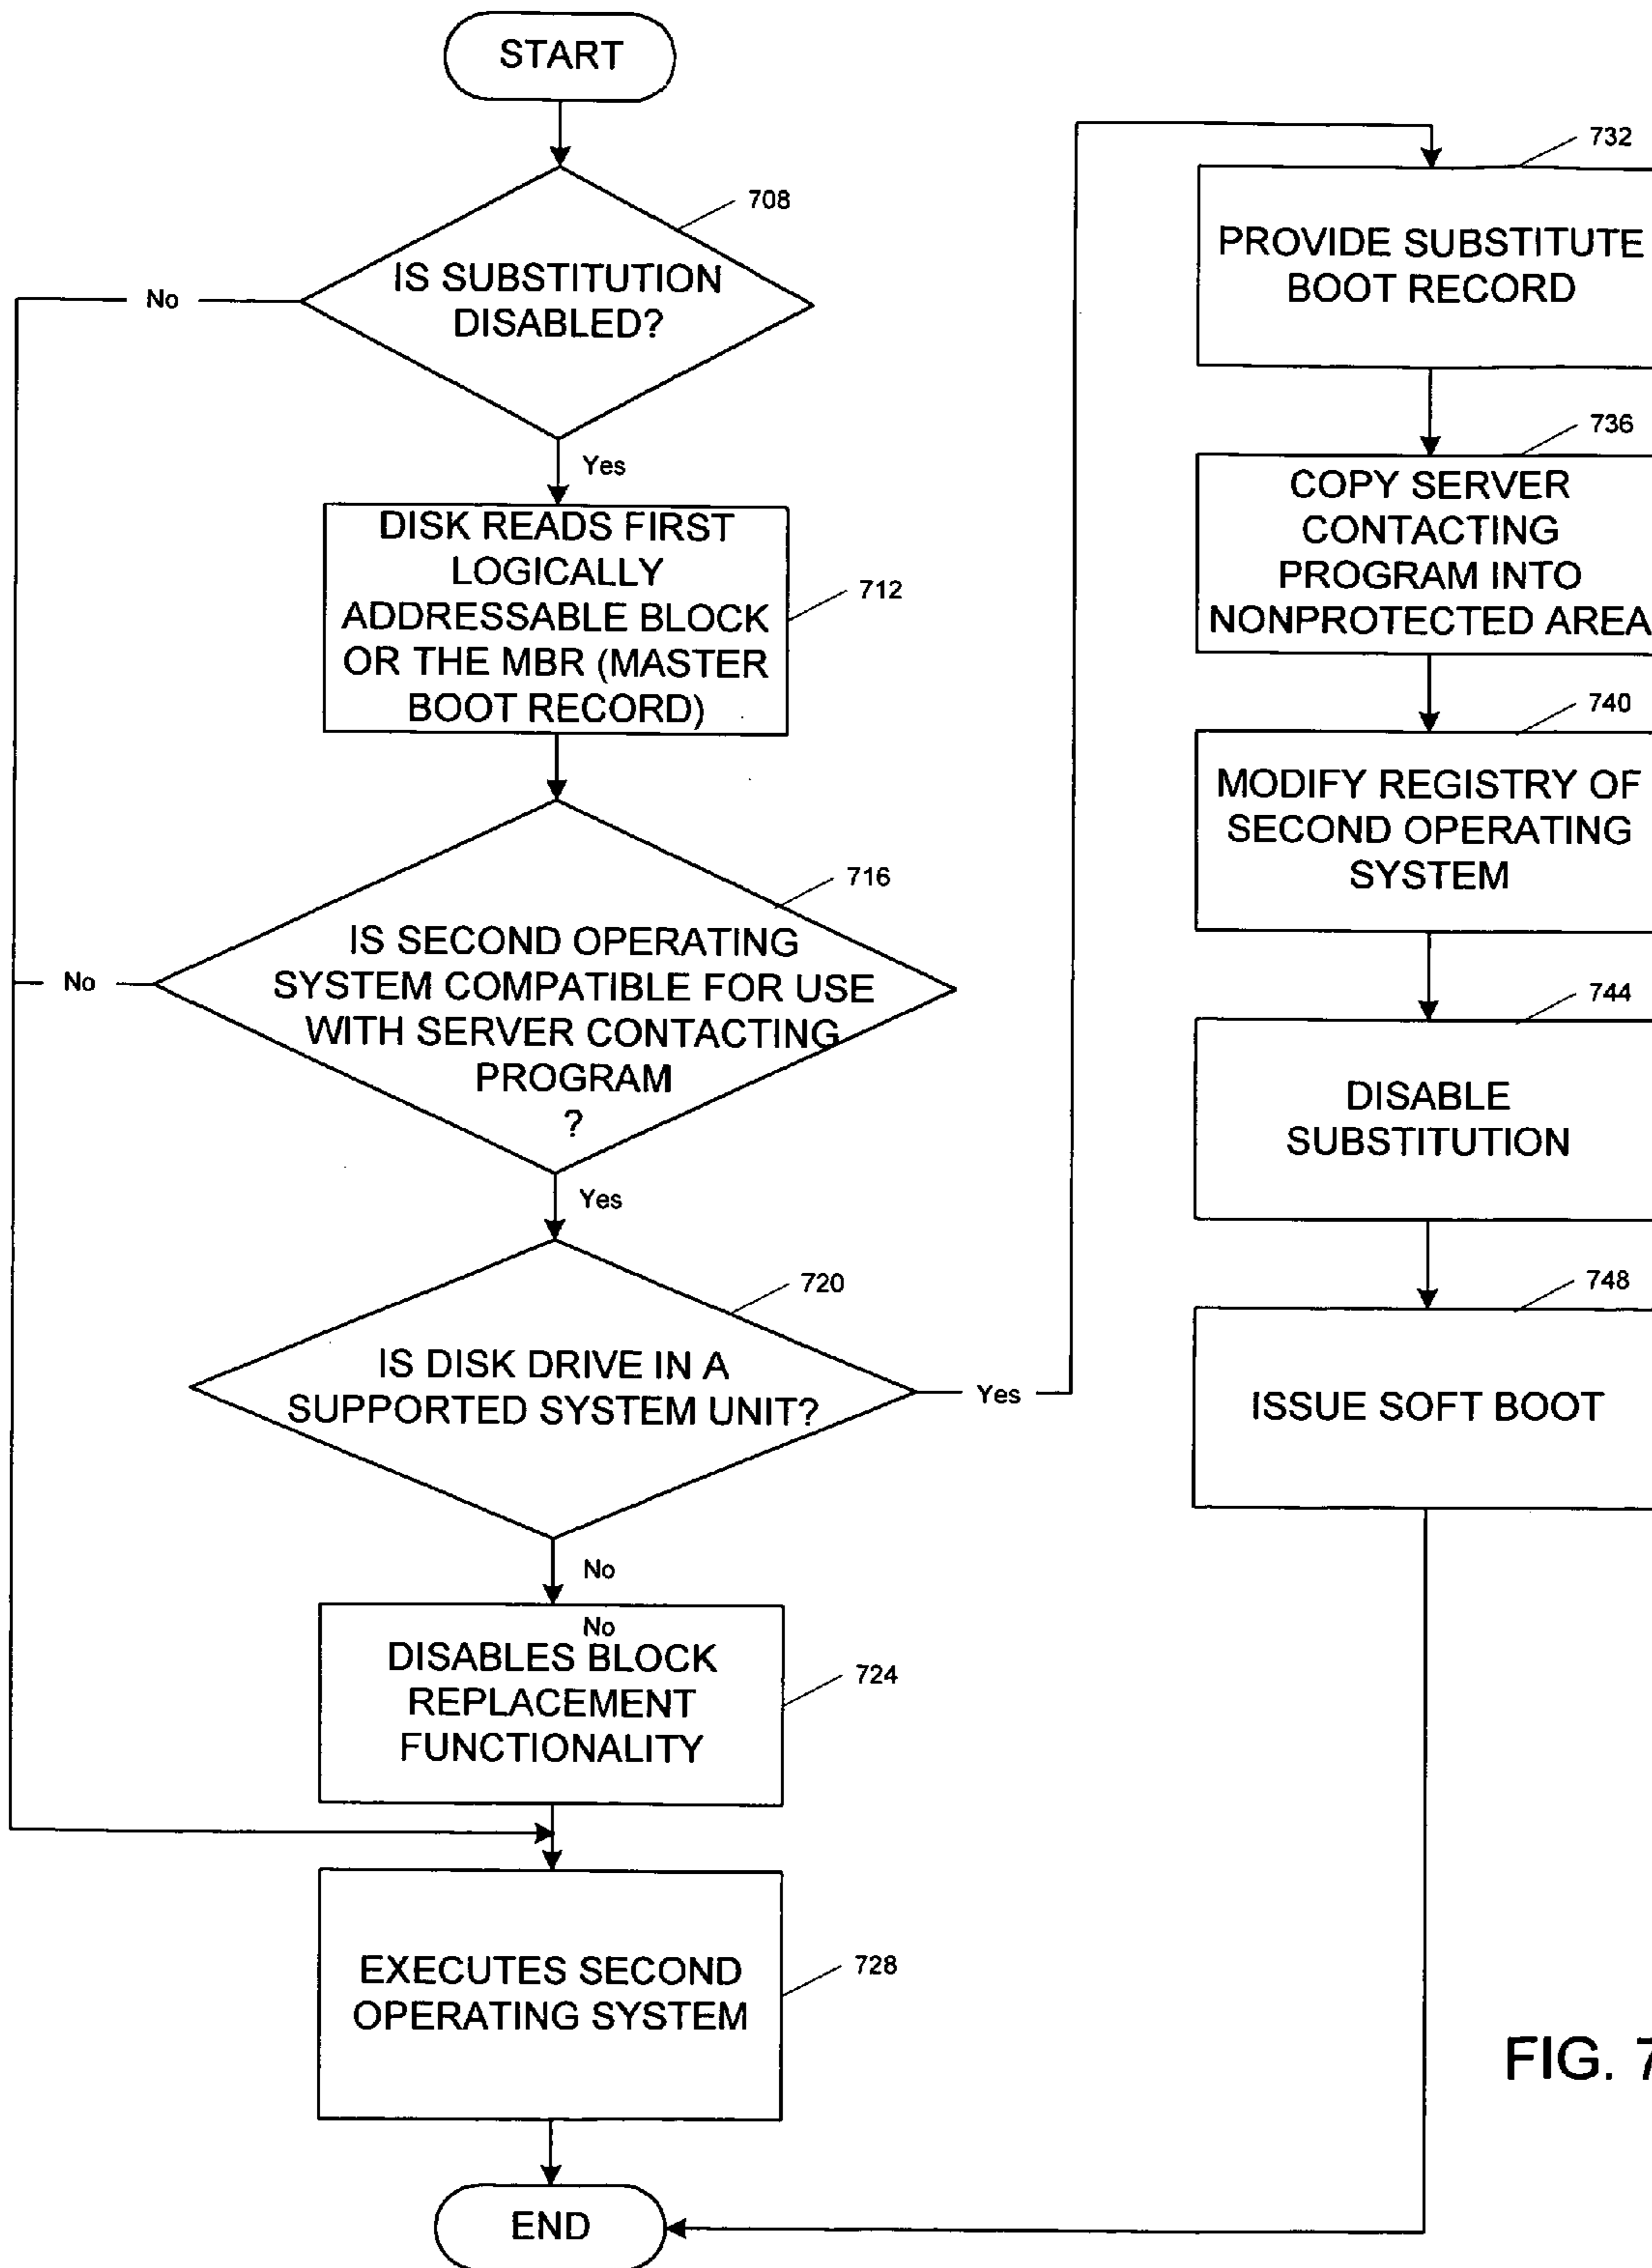 START
708
IS SUBSTITUTION
DISABLED?
No
Yes
DISK READS FIRST
LOGICALLY
ADDRESSABLE BLOCK
OR THE MBR (MASTER
BOOT RECORD)
712
716
IS SECOND OPERATING
SYSTEM COMPATIBLE FOR USE
WITH SERVER CONTACTING
PROGRAM
?
No
Yes
720
IS DISK DRIVE IN A
SUPPORTED SYSTEM UNIT?
Yes
No
No
DISABLES BLOCK
REPLACEMENT
FUNCTIONALITY
724
EXECUTES SECOND
OPERATING SYSTEM
728
END
732
PROVIDE SUBSTITUTE
BOOT RECORD
736
COPY SERVER
CONTACTING
PROGRAM INTO
NONPROTECTED AREA
740
MODIFY REGISTRY OF
SECOND OPERATING
SYSTEM
744
DISABLE
SUBSTITUTION
748
ISSUE SOFT BOOT
FIG. 7